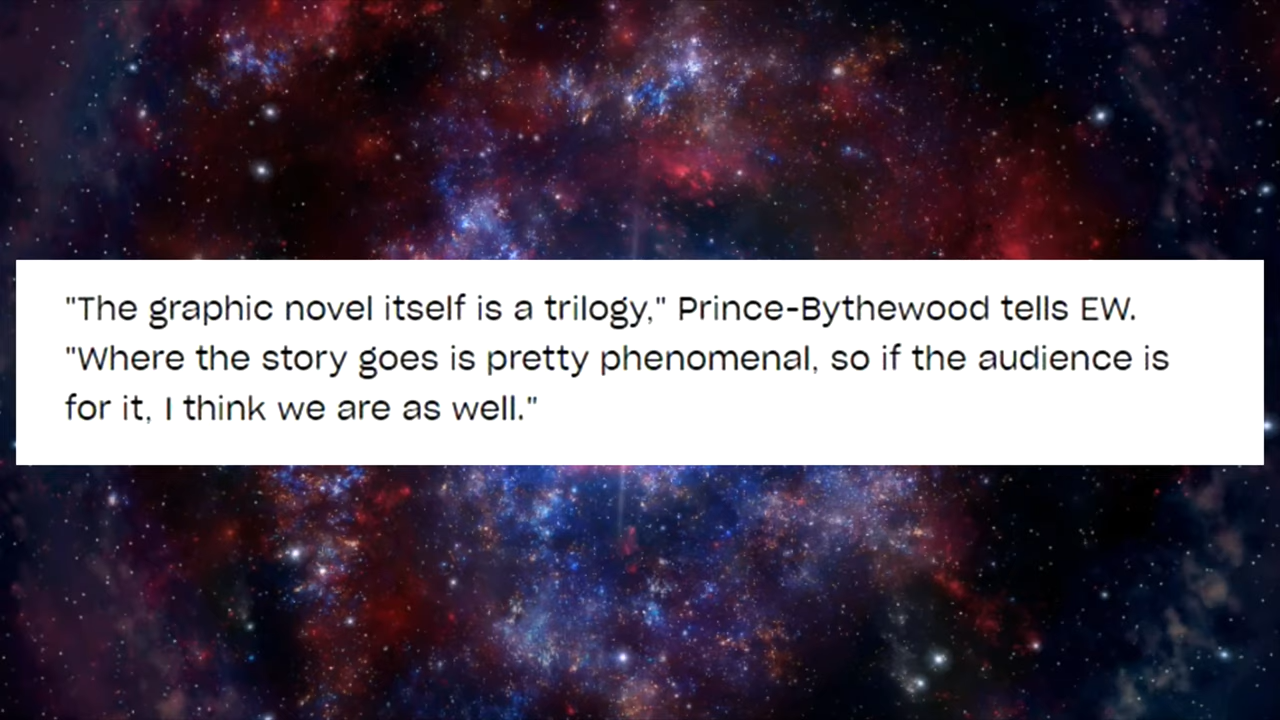 "The graphic novel itself is a trilogy," Prince-Bythewood tells EW.
"Where the story goes is pretty phenomenal, so if the audience is
for it, I think we are as well."